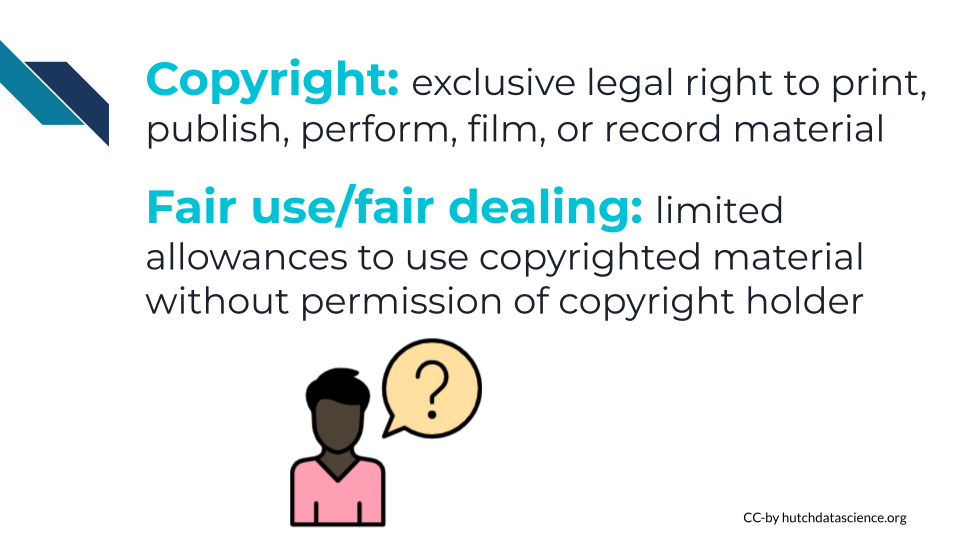 Copyright: exclusive legal right to print,
publish, perform, film, or record material
Fair use/fair dealing: limited
allowances to use copyrighted material
without permission of copyright holder
?
CC-by hutchdatascience.org